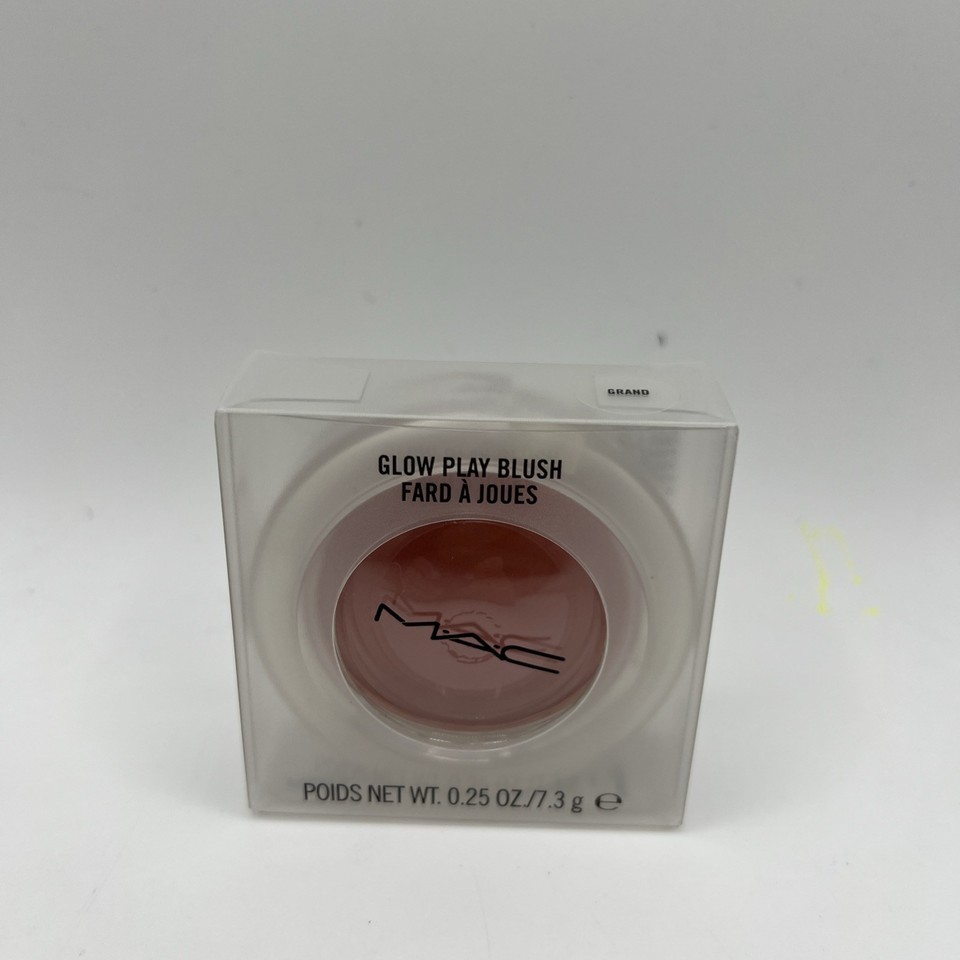 GRAND
GLOW PLAY BLUSH
FARD À JOUES
MAC
POIDS NET WT. 0.25 OZ./7.3 g ℮